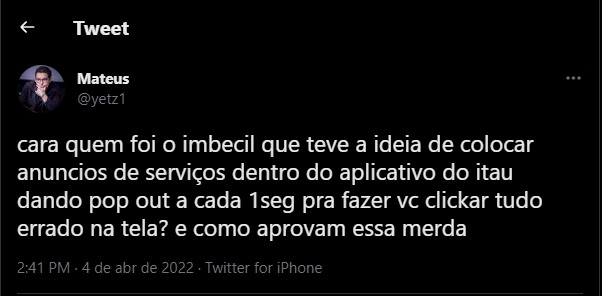 Tweet
Mateus
@yetz1
cara quem foi o imbecil que teve a ideia de colocar
anuncios de serviços dentro do aplicativo do itau
dando pop out a cada 1seg pra fazer vc clickar tudo
errado na tela? e como aprovam essa merda
2:41 PM · 4 de abr de 2022 · Twitter for iPhone